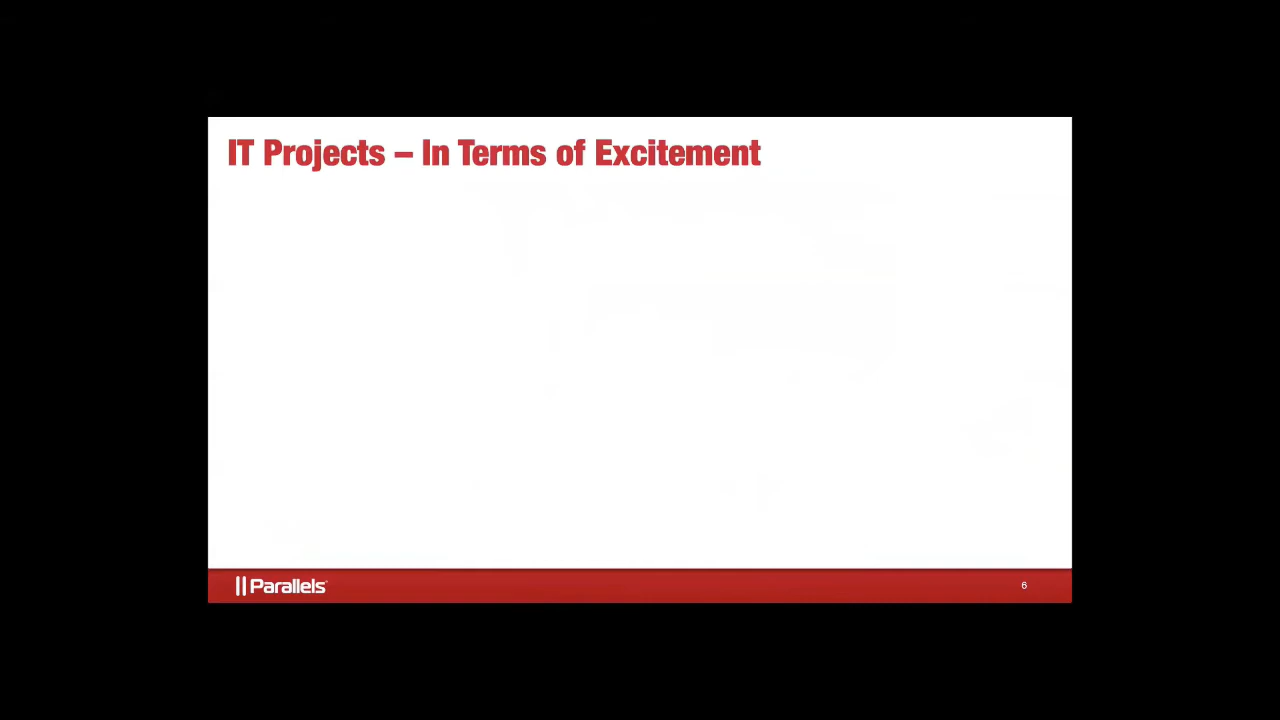 IT Projects – In Terms of Excitement
Parallels
6